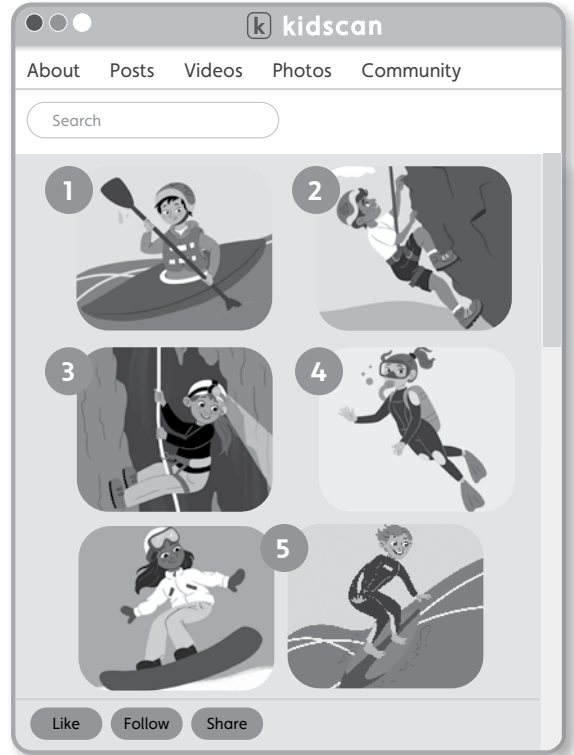 k kidscan
About Posts Videos Photos Community
Search
1 2
3 4
5
Like Follow Share